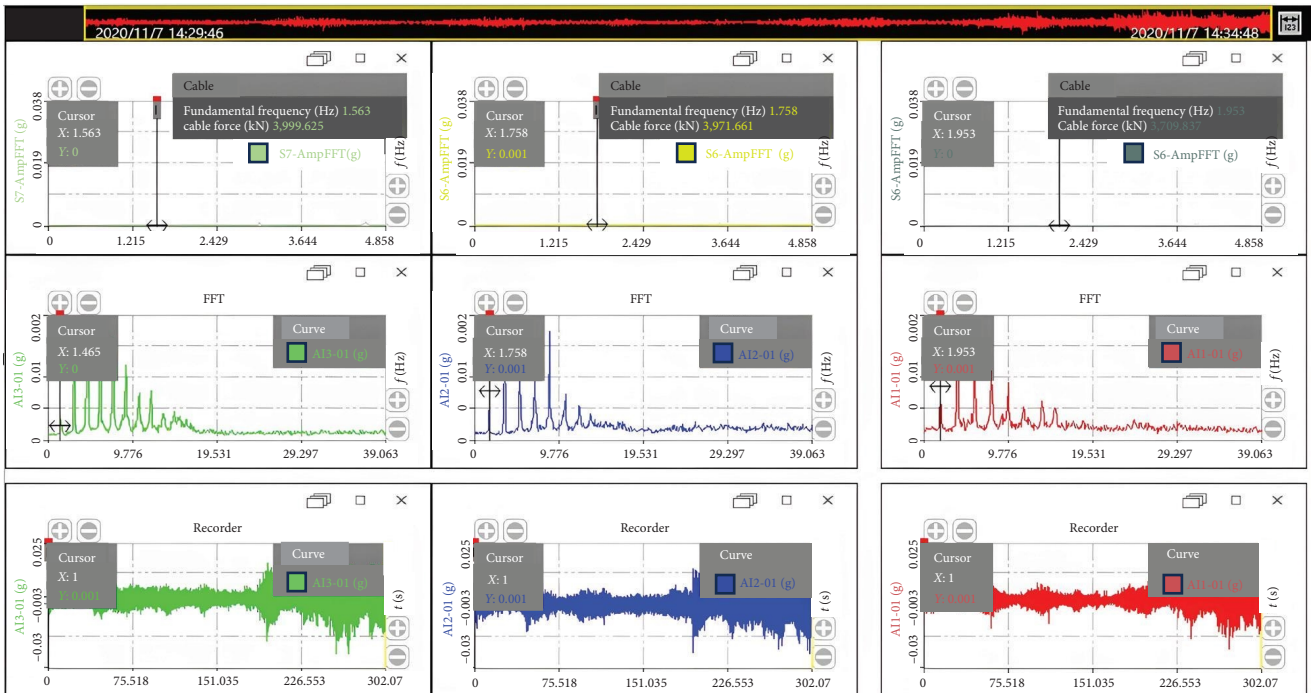 2020/11/7 14:29:46
2020/11/7 14:34:48
123
Cable
Fundamental frequency (Hz) 1.563
cable force (kN) 3,999.625
Cursor
X: 1.563
Y: 0
S7-AmpFFT(g)
S7-AmpFFT (g)
0.038
0.019
0
f (Hz)
0 1.215 2.429 3.644 4.858
Cable
Fundamental frequency (Hz) 1.758
Cable force (kN) 3,971.661
Cursor
X: 1.758
Y: 0.001
S6-AmpFFT (g)
S6-AmpFFT (g)
0.038
0.019
0
f (Hz)
0 1.215 2.429 3.644 4.858
Cable
Fundamental frequency (Hz) 1.953
Cable force (kN) 3,709.837
Cursor
X: 1.953
Y: 0
S6-AmpFFT (g)
S6-AmpFFT (g)
0.038
0.019
0
f (Hz)
0 1.215 2.429 3.644 4.858
FFT
Cursor
X: 1.465
Y: 0
Curve
AI3-01 (g)
AI3-01 (g)
0.002
0.01
0
0
f (Hz)
0 9.776 19.531 29.297 39.063
FFT
Cursor
X: 1.758
Y: 0.001
Curve
AI2-01 (g)
AI2-01 (g)
0.002
0.01
0
0
f (Hz)
0 9.776 19.531 29.297 39.063
FFT
Cursor
X: 1.953
Y: 0.001
Curve
AI1-01 (g)
AI1-01 (g)
0.002
0.01
0
0
f (Hz)
0 9.776 19.531 29.297 39.063
Recorder
Cursor
X: 1
Y: 0.001
Curve
AI3-01 (g)
AI3-01 (g)
0.025
-0.003
-0.03
t (s)
0 75.518 151.035 226.553 302.07
Recorder
Cursor
X: 1
Y: 0.001
Curve
AI2-01 (g)
AI2-01 (g)
0.025
-0.003
-0.03
t (s)
0 75.518 151.035 226.553 302.07
Recorder
Cursor
X: 1
Y: 0.001
Curve
AI1-01 (g)
AI1-01 (g)
0.025
-0.003
-0.03
t (s)
0 75.518 151.035 226.553 302.07